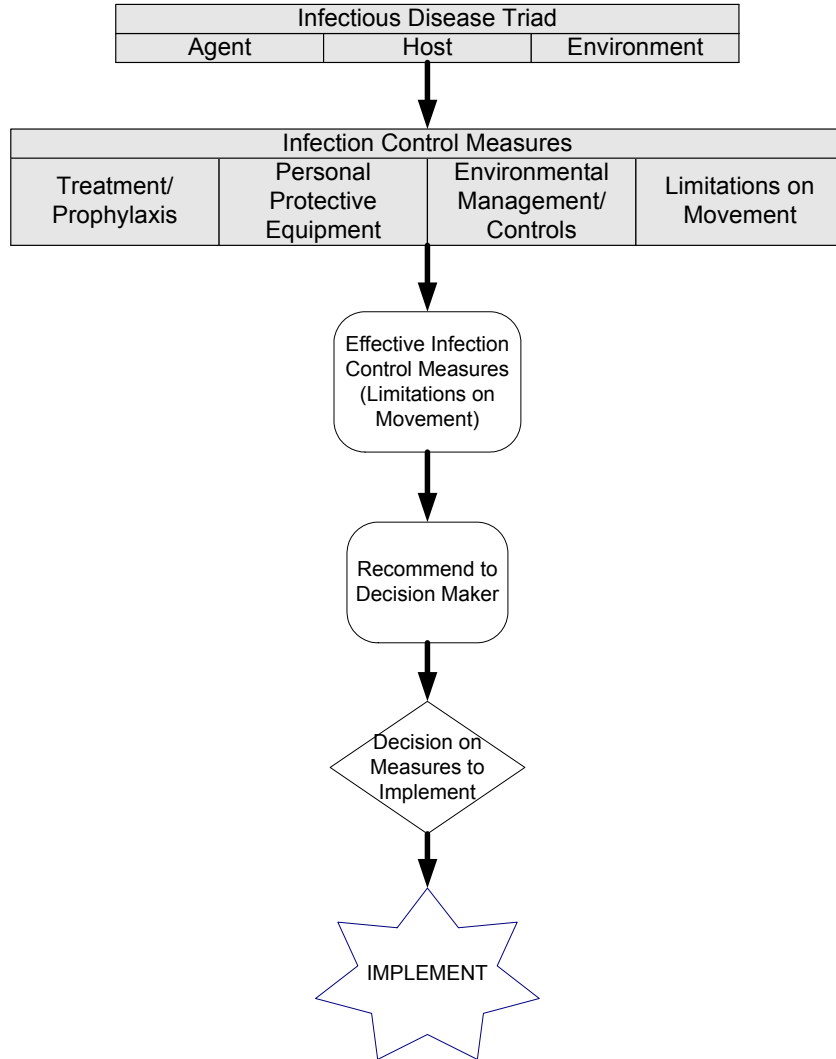 Infectious Disease Triad
Agent
Host
Environment
Infection Control Measures
Treatment/
Prophylaxis
Personal
Protective
Equipment
Environmental
Management/
Controls
Limitations on
Movement
Effective Infection
Control Measures
(Limitations on
Movement)
Recommend to
Decision Maker
Decision on
Measures to
Implement
IMPLEMENT